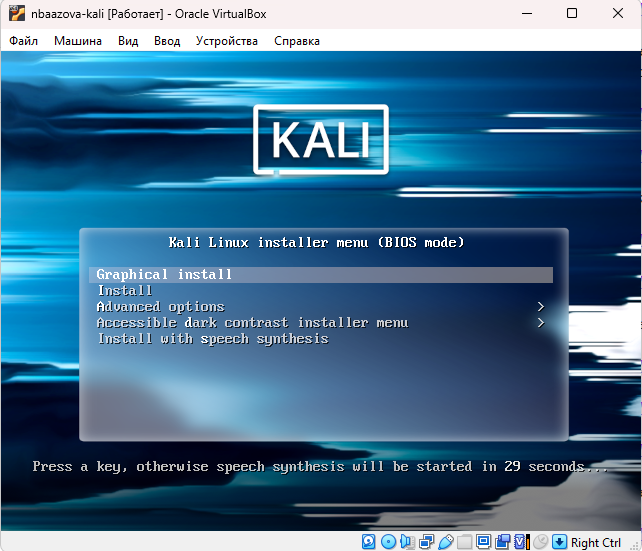 nbaazova-kali [Работает] - Oracle VirtualBox
Файл Машина Вид Ввод Устройства Справка
KALI
Kali Linux installer menu (BIOS mode)
Graphical install
Install
Advanced options >
Accessible dark contrast installer menu >
Install with speech synthesis
Press a key, otherwise speech synthesis will be started in 29 seconds...
Right Ctrl